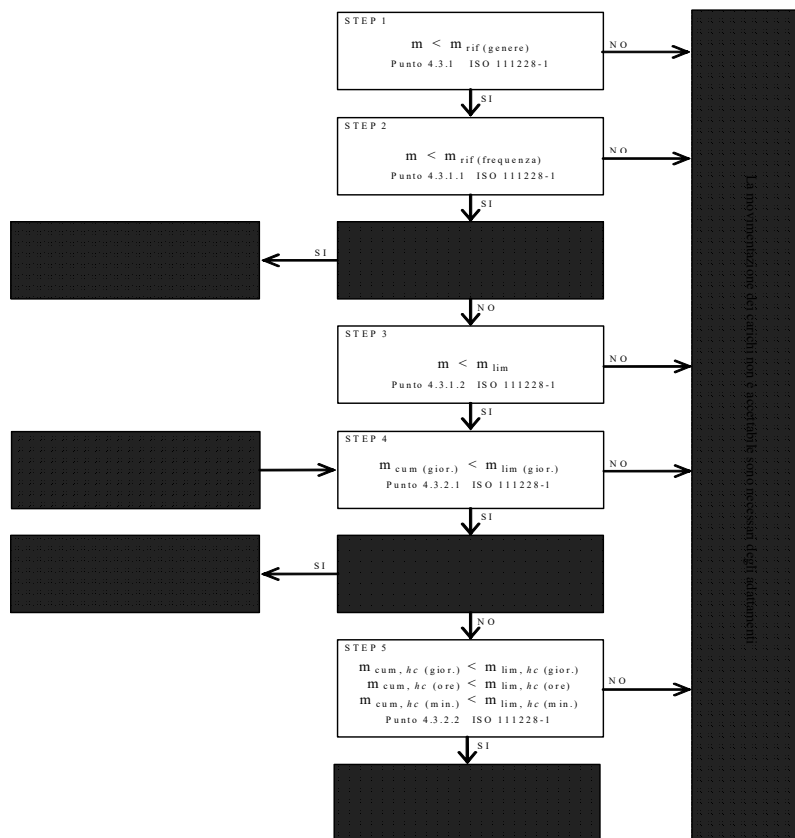 STEP 1
m < m rif (genere)
Punto 4.3.1 ISO 111228-1
NO
SI
STEP 2
m < m rif (frequenza)
Punto 4.3.1.1 ISO 111228-1
NO
SI
SI
NO
STEP 3
m < m lim
Punto 4.3.1.2 ISO 111228-1
NO
SI
STEP 4
m cum (gior.) < m lim (gior.)
Punto 4.3.2.1 ISO 111228-1
NO
SI
SI
NO
STEP 5
m cum, hc (gior.) < m lim, hc (gior.)
m cum, hc (ore) < m lim, hc (ore)
m cum, hc (min.) < m lim, hc (min.)
Punto 4.3.2.2 ISO 111228-1
NO
SI
La movimentazione dei carichi non è accettabile sono necessari degli adattamenti